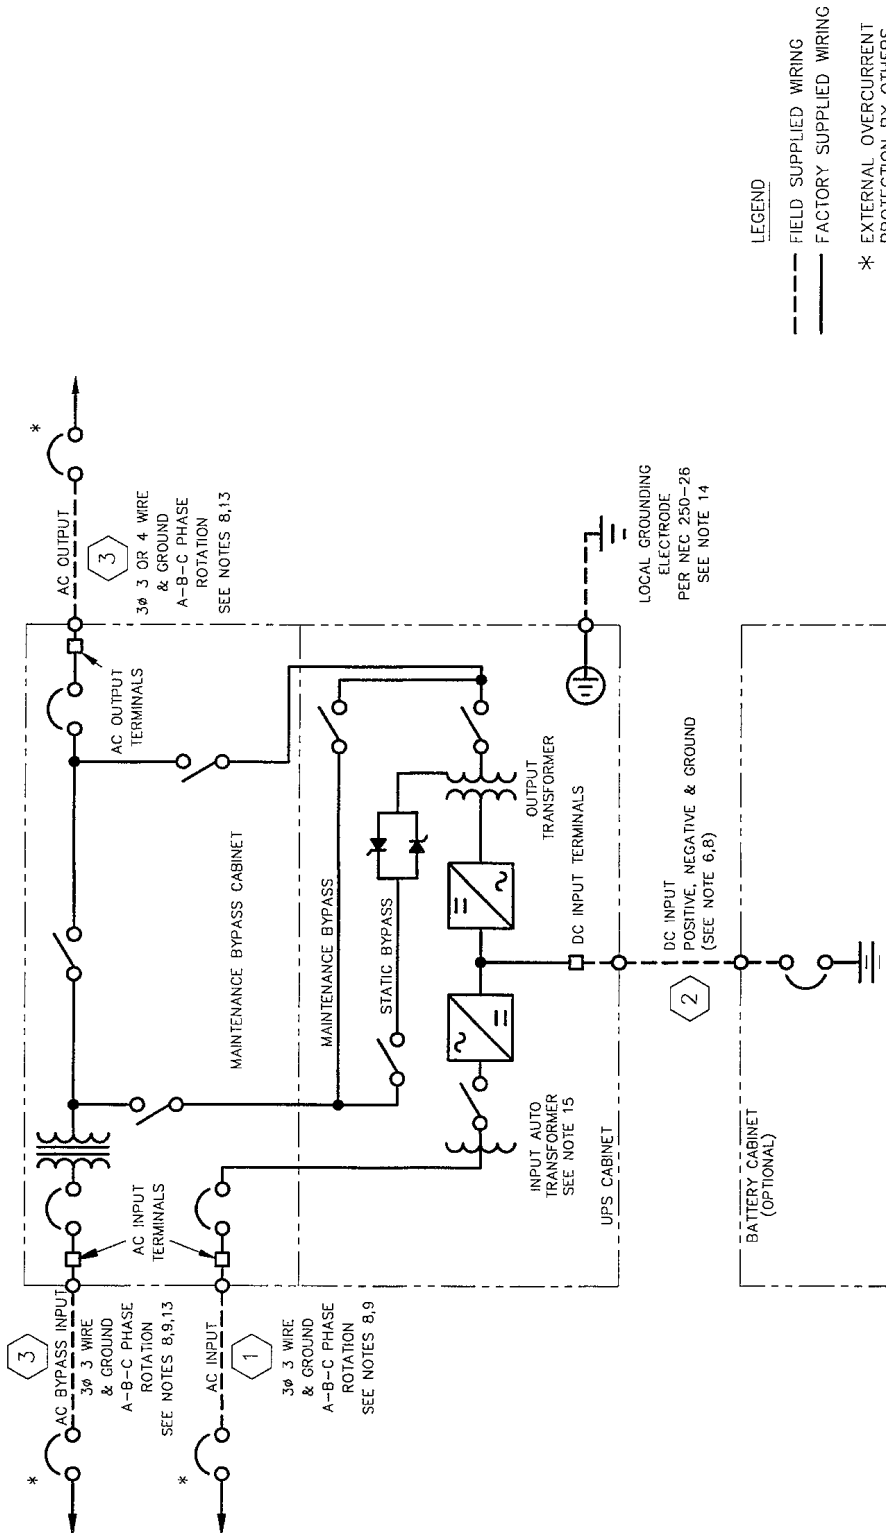 AC BYPASS INPUT
3
3ø 3 WIRE
& GROUND
A-B-C PHASE
ROTATION
SEE NOTES 8,9,13
AC INPUT
1
3ø 3 WIRE
& GROUND
A-B-C PHASE
ROTATION
SEE NOTES 8,9
*
*
AC INPUT
TERMINALS
MAINTENANCE BYPASS CABINET
AC OUTPUT
TERMINALS
*
AC OUTPUT
3
3ø 3 OR 4 WIRE
& GROUND
A-B-C PHASE
ROTATION
SEE NOTES 8,13
MAINTENANCE BYPASS
STATIC BYPASS
INPUT AUTO
TRANSFORMER
SEE NOTE 15
OUTPUT
TRANSFORMER
UPS CABINET
DC INPUT TERMINALS
LOCAL GROUNDING
ELECTRODE
PER NEC 250-26
SEE NOTE 14
2
DC INPUT
POSITIVE, NEGATIVE & GROUND
(SEE NOTE 6,8)
BATTERY CABINET
(OPTIONAL)
LEGEND
FIELD SUPPLIED WIRING
FACTORY SUPPLIED WIRING
* EXTERNAL OVERCURRENT
PROTECTION BY OTHERS